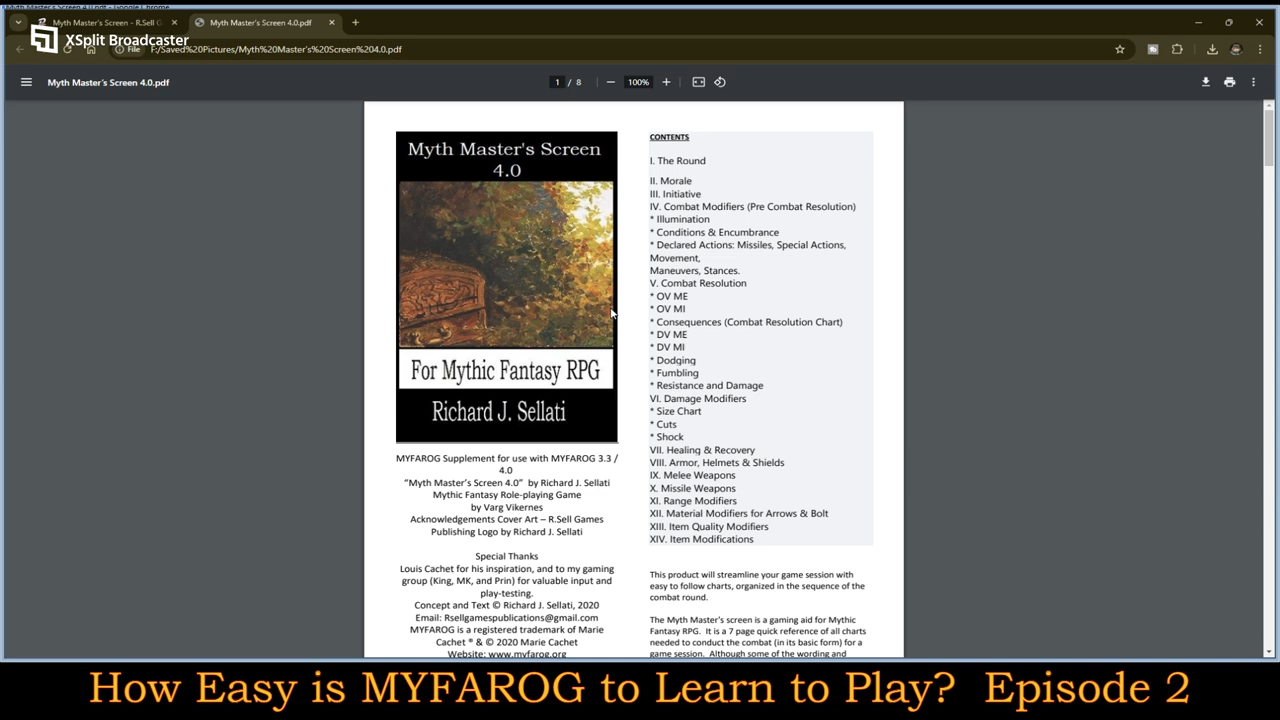 Myth Master's Screen - R.Sell G
Myth Master's Screen 4.0.pdf
XSplit Broadcaster
File
F:/Saved%20Pictures/Myth%20Master's%20Screen%204.0.pdf
Myth Master's Screen 4.0.pdf
1 / 8
100%
Myth Master's Screen
4.0
For Mythic Fantasy RPG
Richard J. Sellati
MYFAROG Supplement for use with MYFAROG 3.3 /
4.0
“Myth Master’s Screen 4.0” by Richard J. Sellati
Mythic Fantasy Role-playing Game
by Varg Vikernes
Acknowledgements Cover Art – R.Sell Games
Publishing Logo by Richard J. Sellati
Special Thanks
Louis Cachet for his inspiration, and to my gaming
group (King, MK, and Prin) for valuable input and
play-testing.
Concept and Text © Richard J. Sellati, 2020
Email: Rsellgamespublications@gmail.com
MYFAROG is a registered trademark of Marie
Cachet ® & © 2020 Marie Cachet
Website: www.myfarog.org
CONTENTS
I. The Round
II. Morale
III. Initiative
IV. Combat Modifiers (Pre Combat Resolution)
* Illumination
* Conditions & Encumbrance
* Declared Actions: Missiles, Special Actions,
Movement,
Maneuvers, Stances.
V. Combat Resolution
* OV ME
* OV MI
* Consequences (Combat Resolution Chart)
* DV ME
* DV MI
* Dodging
* Fumbling
* Resistance and Damage
VI. Damage Modifiers
* Size Chart
* Cuts
* Shock
VII. Healing & Recovery
VIII. Armor, Helmets & Shields
IX. Melee Weapons
X. Missile Weapons
XI. Range Modifiers
XII. Material Modifiers for Arrows & Bolt
XIII. Item Quality Modifiers
XIV. Item Modifications
This product will streamline your game session with
easy to follow charts, organized in the sequence of the
combat round.
The Myth Master’s screen is a gaming aid for Mythic
Fantasy RPG. It is a 7 page quick reference of all charts
needed to conduct the combat (in its basic form) for a
game session. Although some of the wording and
How Easy is MYFAROG to Learn to Play? Episode 2